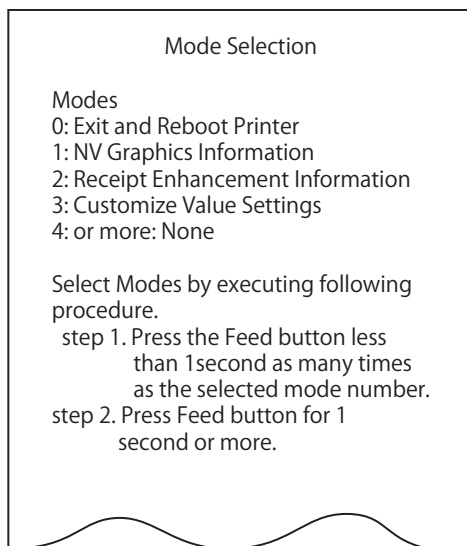 Mode Selection
Modes
0: Exit and Reboot Printer
1: NV Graphics Information
2: Receipt Enhancement Information
3: Customize Value Settings
4: or more: None
Select Modes by executing following
procedure.
step 1. Press the Feed button less
than 1second as many times
as the selected mode number.
step 2. Press Feed button for 1
second or more.